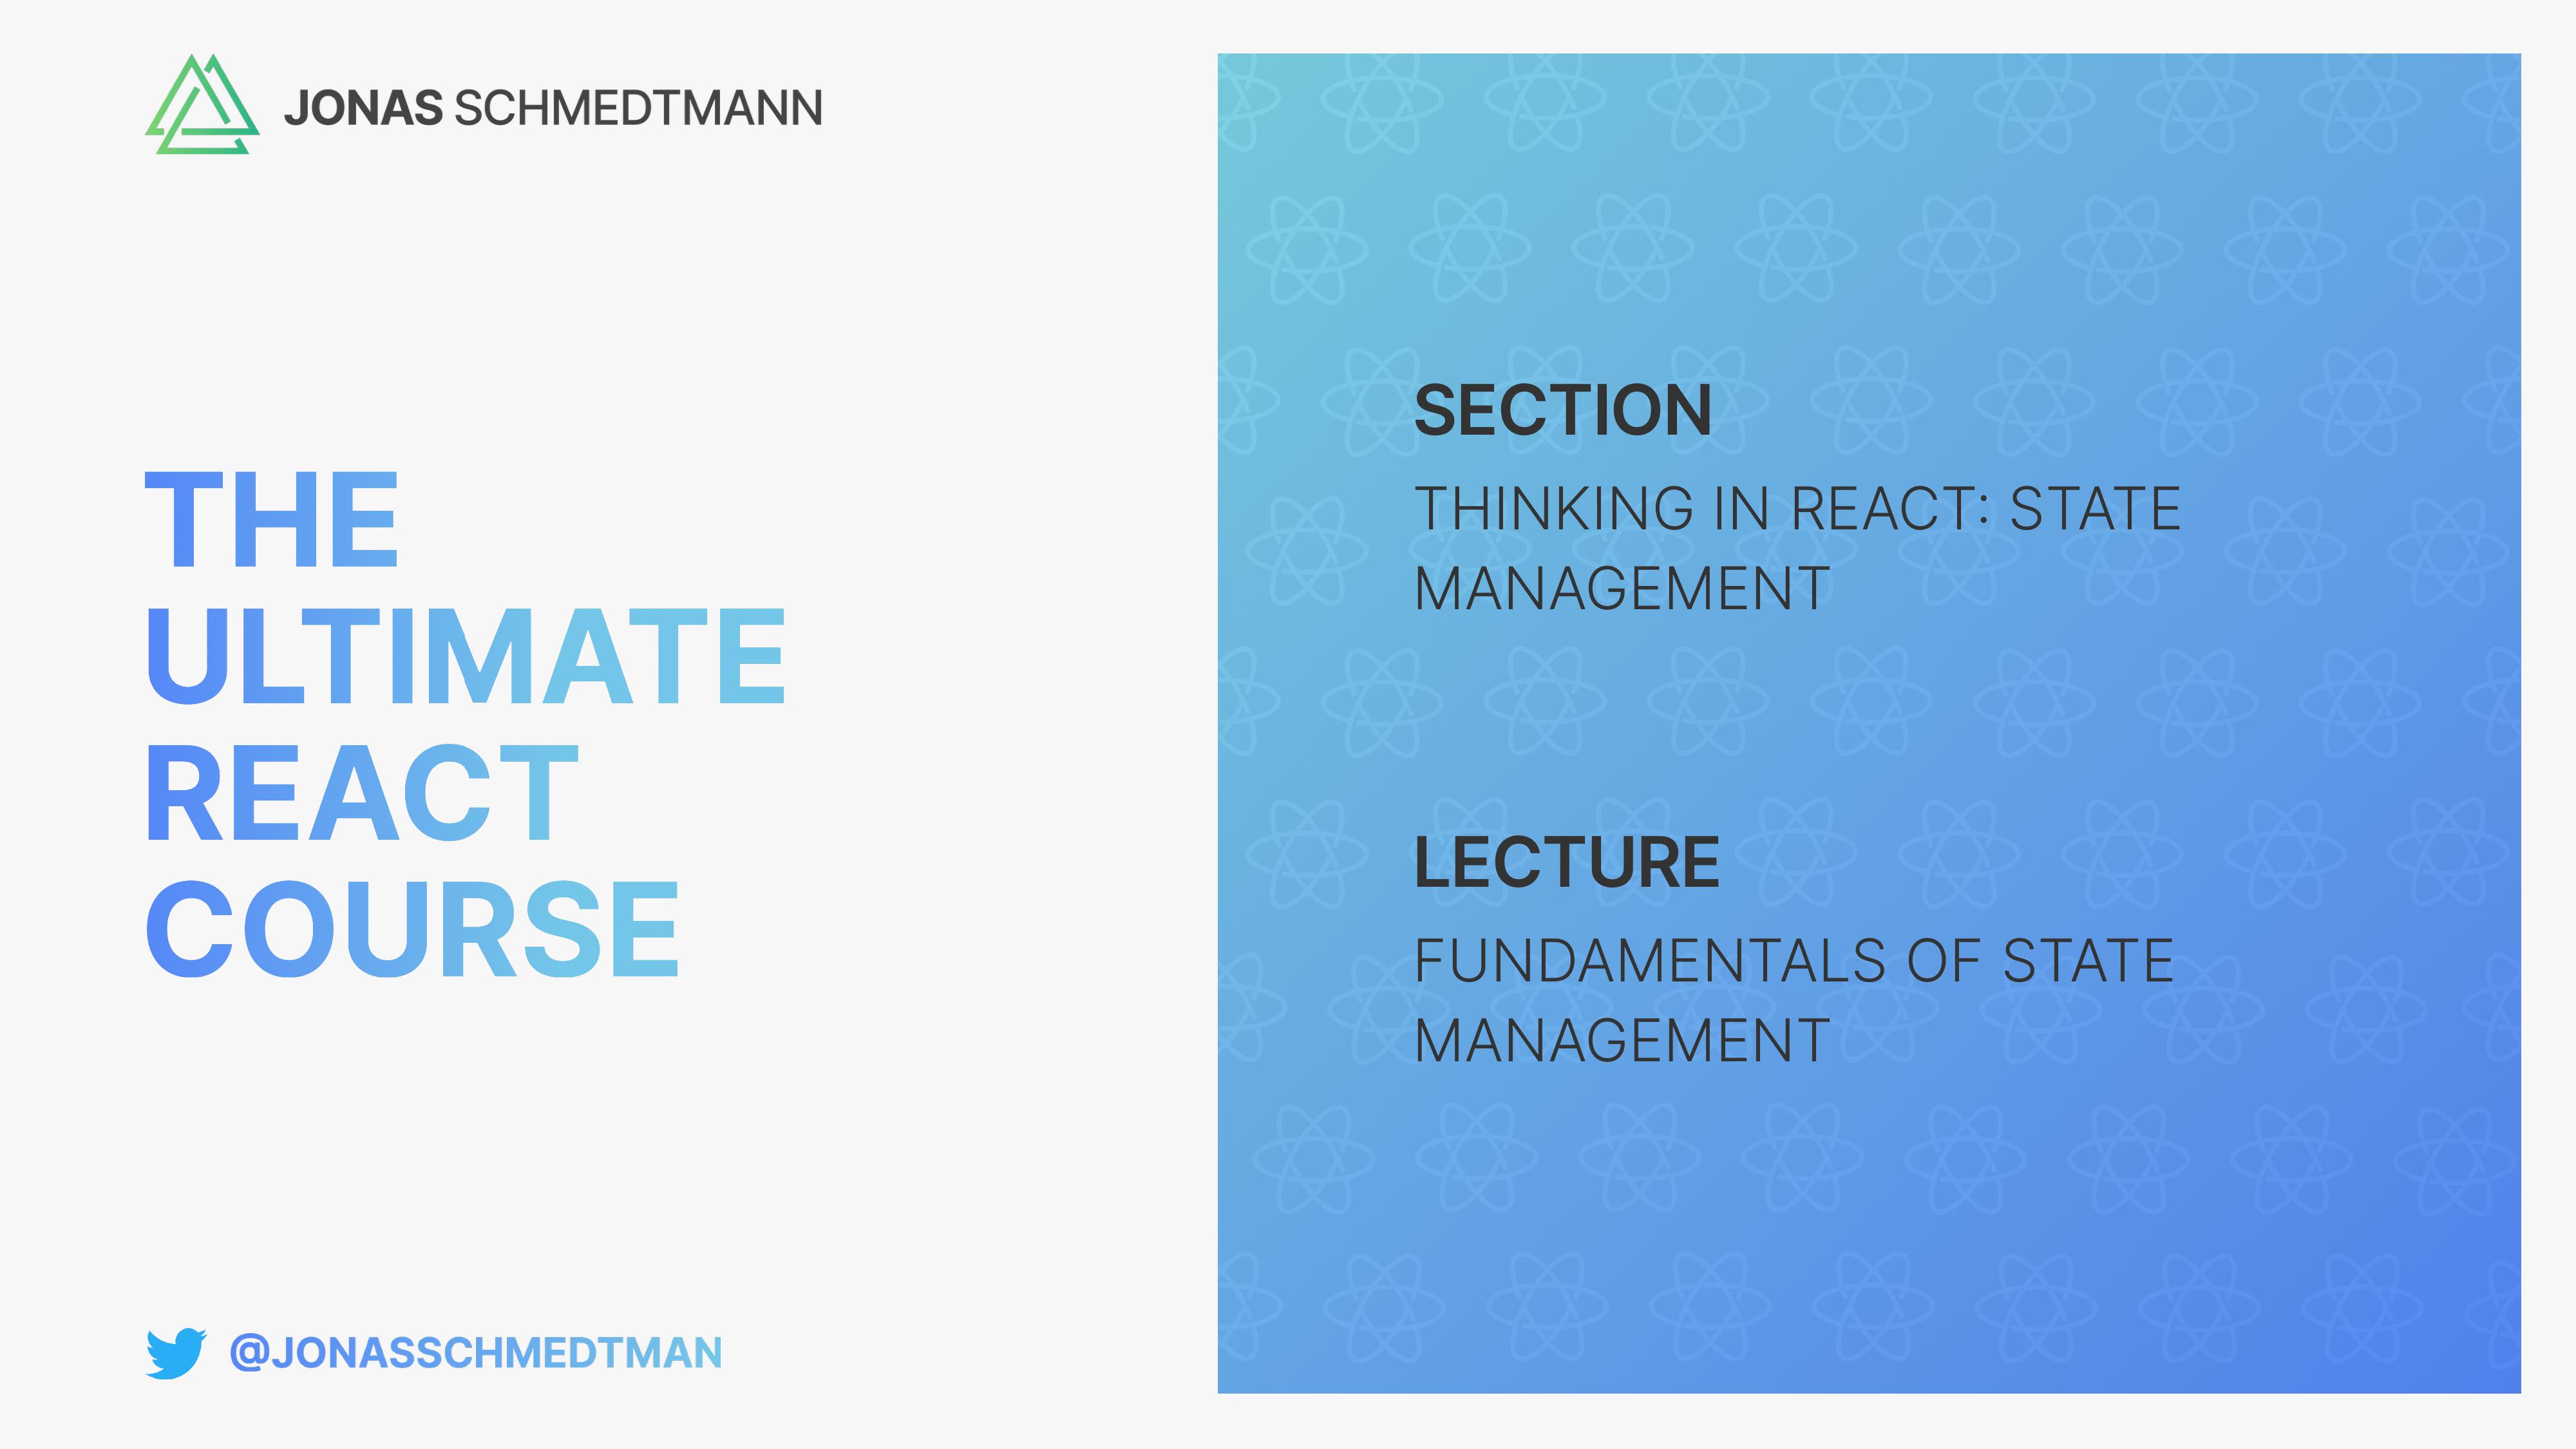 JONAS SCHMEDTMANN
THE
ULTIMATE
REACT
COURSE
@JONASSCHMEDTMAN
SECTION
THINKING IN REACT: STATE
MANAGEMENT
LECTURE
FUNDAMENTALS OF STATE
MANAGEMENT